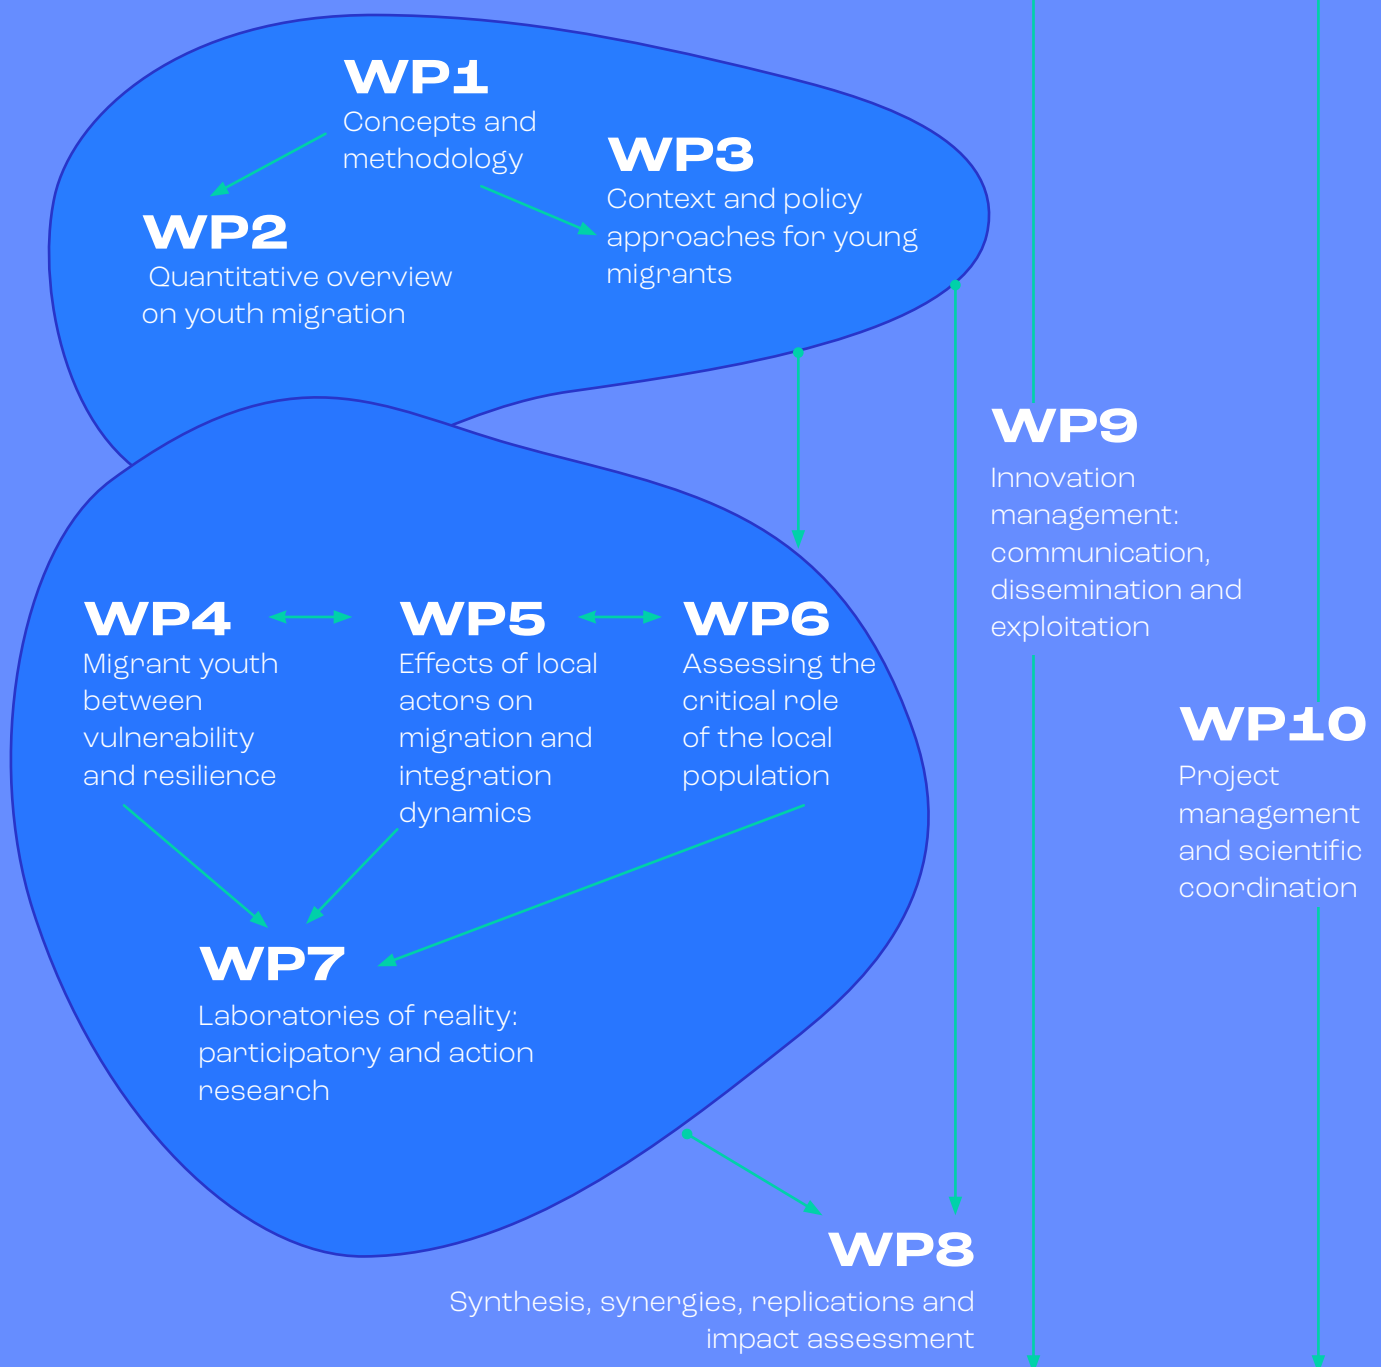 WP1
Concepts and
methodology
WP3
Context and policy
approaches for young
migrants
WP2
Quantitative overview
on youth migration
WP9
Innovation
management:
communication,
dissemination and
exploitation
WP4
Migrant youth
between
vulnerability
and resilience
WP5
Effects of local
actors on
migration and
integration
dynamics
WP6
Assessing the
critical role
of the local
population
WP10
Project
management
and scientific
coordination
WP7
Laboratories of reality:
participatory and action
research
WP8
Synthesis, synergies, replications and
impact assessment